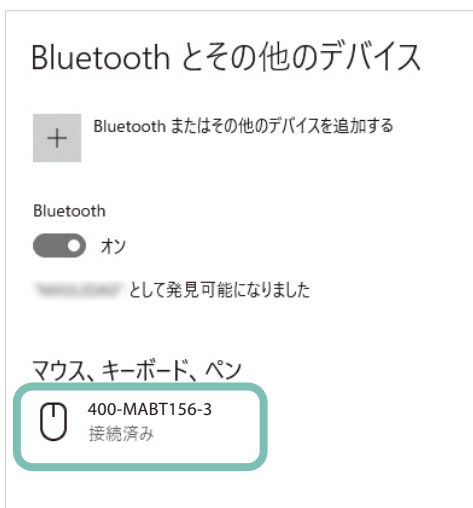 Bluetooth とその他のデバイス
Bluetooth またはその他のデバイスを追加する
Bluetooth
オン
として発見可能になりました
マウス、キーボード、ペン
400-MABT156-3
接続済み